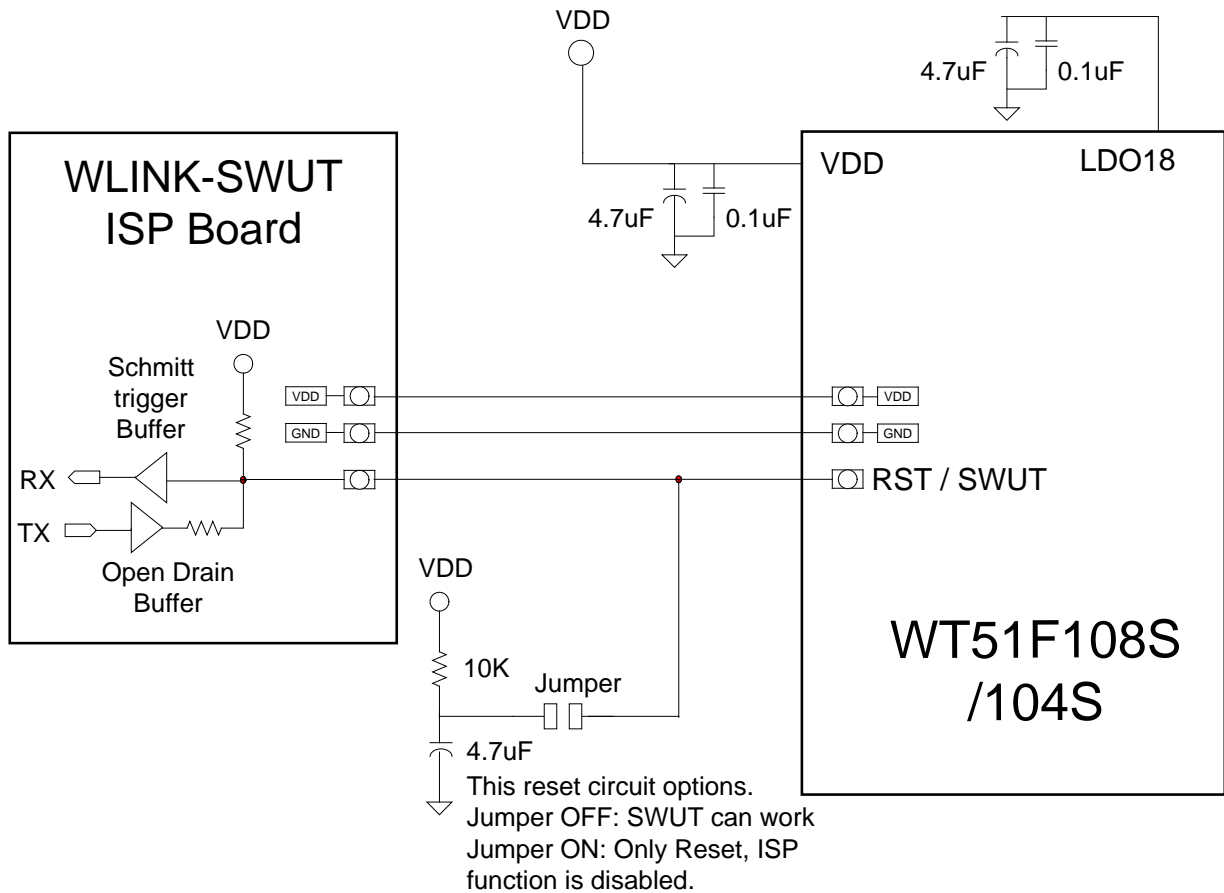 VDD
4.7uF
0.1uF
WLINK-SWUT
ISP Board
VDD
LDO18
4.7uF
0.1uF
VDD
Schmitt
trigger
Buffer
VDD
VDD
GND
GND
RX
RST / SWUT
TX
Open Drain
Buffer
VDD
10K
Jumper
WT51F108S
/104S
4.7uF
This reset circuit options.
Jumper OFF: SWUT can work
Jumper ON: Only Reset, ISP
function is disabled.